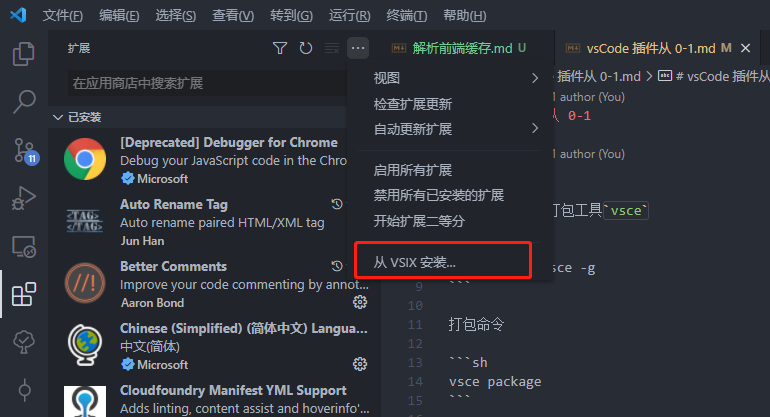 文件(F) 编辑(E) 选择(S) 查看(V) 转到(G) 运行(R) 终端(T) 帮助(H)
扩展
解析前端缓存.md U
vsCode 插件从 0-1.md M
在应用商店中搜索扩展
视图
检查扩展更新
自动更新扩展
启用所有扩展
禁用所有已安装的扩展
开始扩展二等分
从 VSIX 安装...
已安装
[Deprecated] Debugger for Chrome
Debug your JavaScript code in the Chro
Microsoft
Auto Rename Tag
Auto rename paired HTML/XML tag
Jun Han
Better Comments
Improve your code commenting by annot...
Aaron Bond
Chinese (Simplified) (简体中文) Langua...
中文(简体)
Microsoft
Cloudfoundry Manifest YML Support
Adds linting, content assist and hoverinfo'...
11
插件从 0-1.md > # vsCode 插件从
author (You)
0-1
author (You)
打包工具`vsce`
vsce -g
9 ```
10
11 打包命令
12
13 ```sh
14 vsce package
15 ```